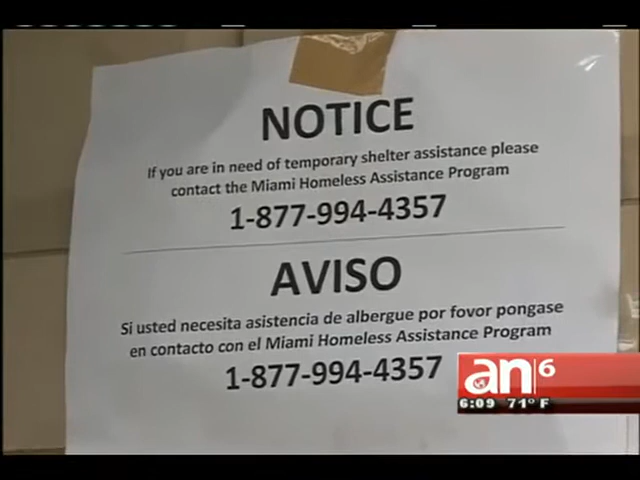 NOTICE
If you are in need of temporary shelter assistance please
contact the Miami Homeless Assistance Program
1-877-994-4357
AVISO
Si usted necesita asistencia de albergue por fovor pongase
en contacto con el Miami Homeless Assistance Program
1-877-994-4357
an 6
6:09 71° F